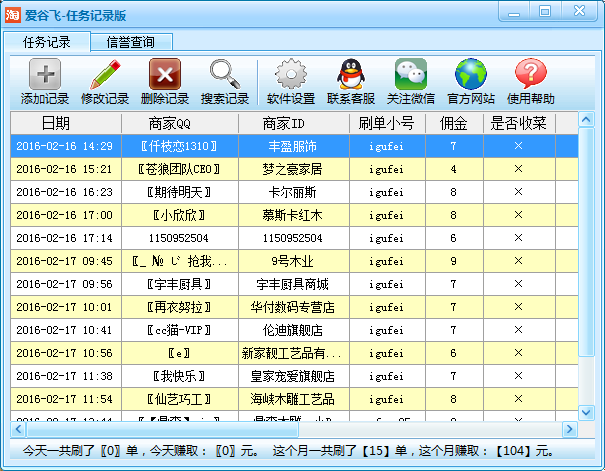 淘 爱谷飞-任务记录版
任务记录 信誉查询
添加记录 修改记录 删除记录 搜索记录 软件设置 联系客服 关注微信 官方网站 使用帮助
日期 商家QQ 商家ID 刷单小号 佣金 是否收菜
2016-02-16 14:29 〖仟枝恋1310〗 丰盈服饰 igufei 7 ×
2016-02-16 15:21 〖苍狼团队CEO〗 梦之豪家居 igufei 4 ×
2016-02-16 16:23 〖期待明天〗 卡尔丽斯 igufei 8 ×
2016-02-16 17:00 〖小欣欣〗 慕斯卡红木 igufei 8 ×
2016-02-16 17:14 1150952504 1150952504 igufei 6 ×
2016-02-17 09:45 〖_ № じ 抢我... 9号木业 igufei 9 ×
2016-02-17 09:56 〖宇丰厨具〗 宇丰厨具商城 igufei 7 ×
2016-02-17 10:01 〖再衣努拉〗 华付数码专营店 igufei 7 ×
2016-02-17 10:41 〖cc猫-VIP〗 伦迪旗舰店 igufei 7 ×
2016-02-17 10:56 〖e〗 新家靓工艺品有... igufei 6 ×
2016-02-17 11:38 〖我快乐〗 皇家宠爱旗舰店 igufei 7 ×
2016-02-17 11:54 〖仙艺巧工〗 海峡木雕工艺品 igufei 8 ×
今天一共刷了〖0〗单，今天赚取：〖0〗元。 这个月一共刷了【15】单，这个月赚取：【104】元。